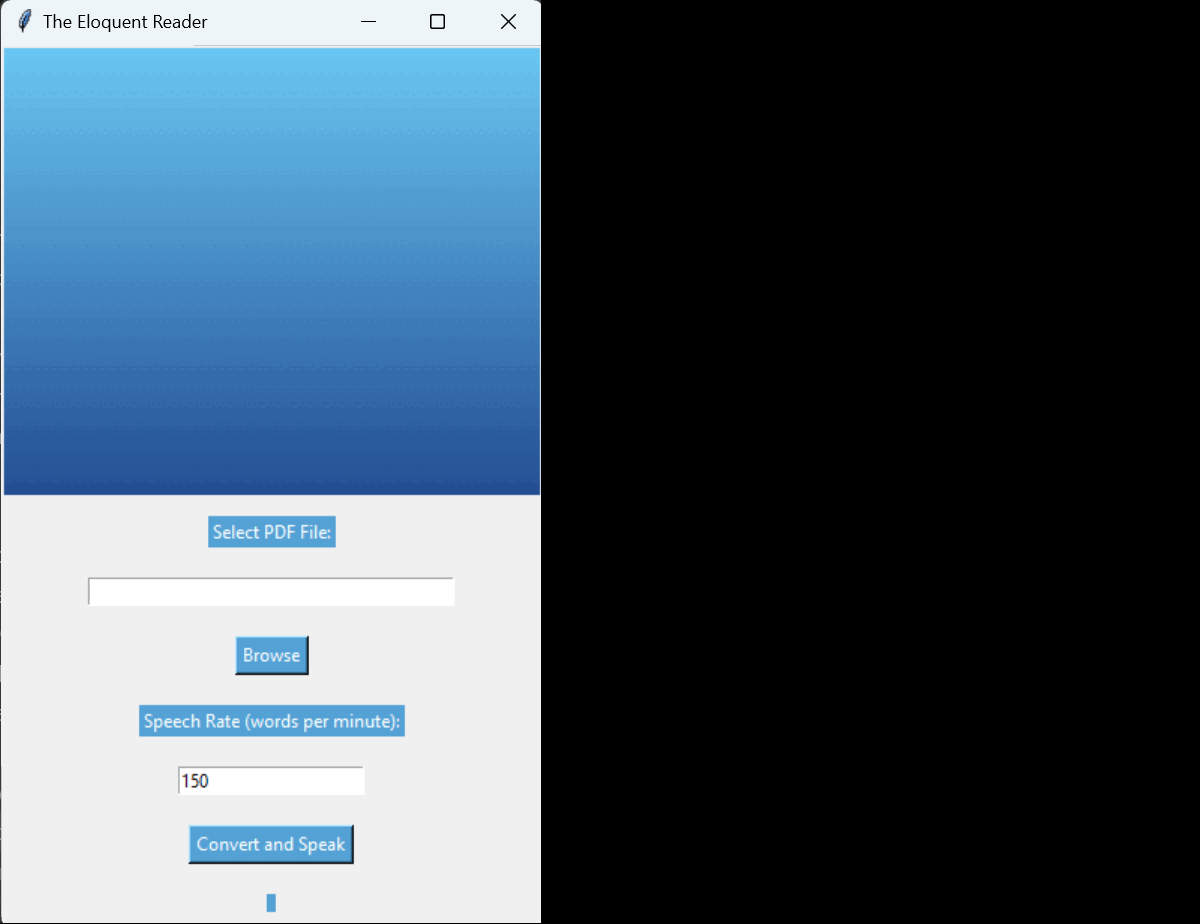 The Eloquent Reader
Select PDF File:
Browse
Speech Rate (words per minute):
150
Convert and Speak